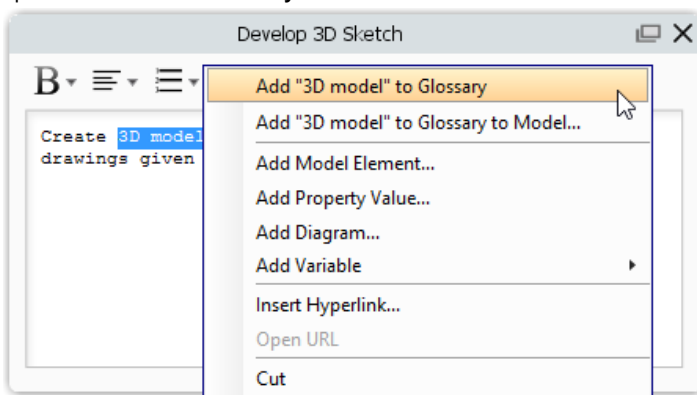 Develop 3D Sketch
B
Add "3D model" to Glossary
Add "3D model" to Glossary to Model...
Create 3D model
drawings given
Add Model Element...
Add Property Value...
Add Diagram...
Add Variable
Insert Hyperlink...
Open URL
Cut